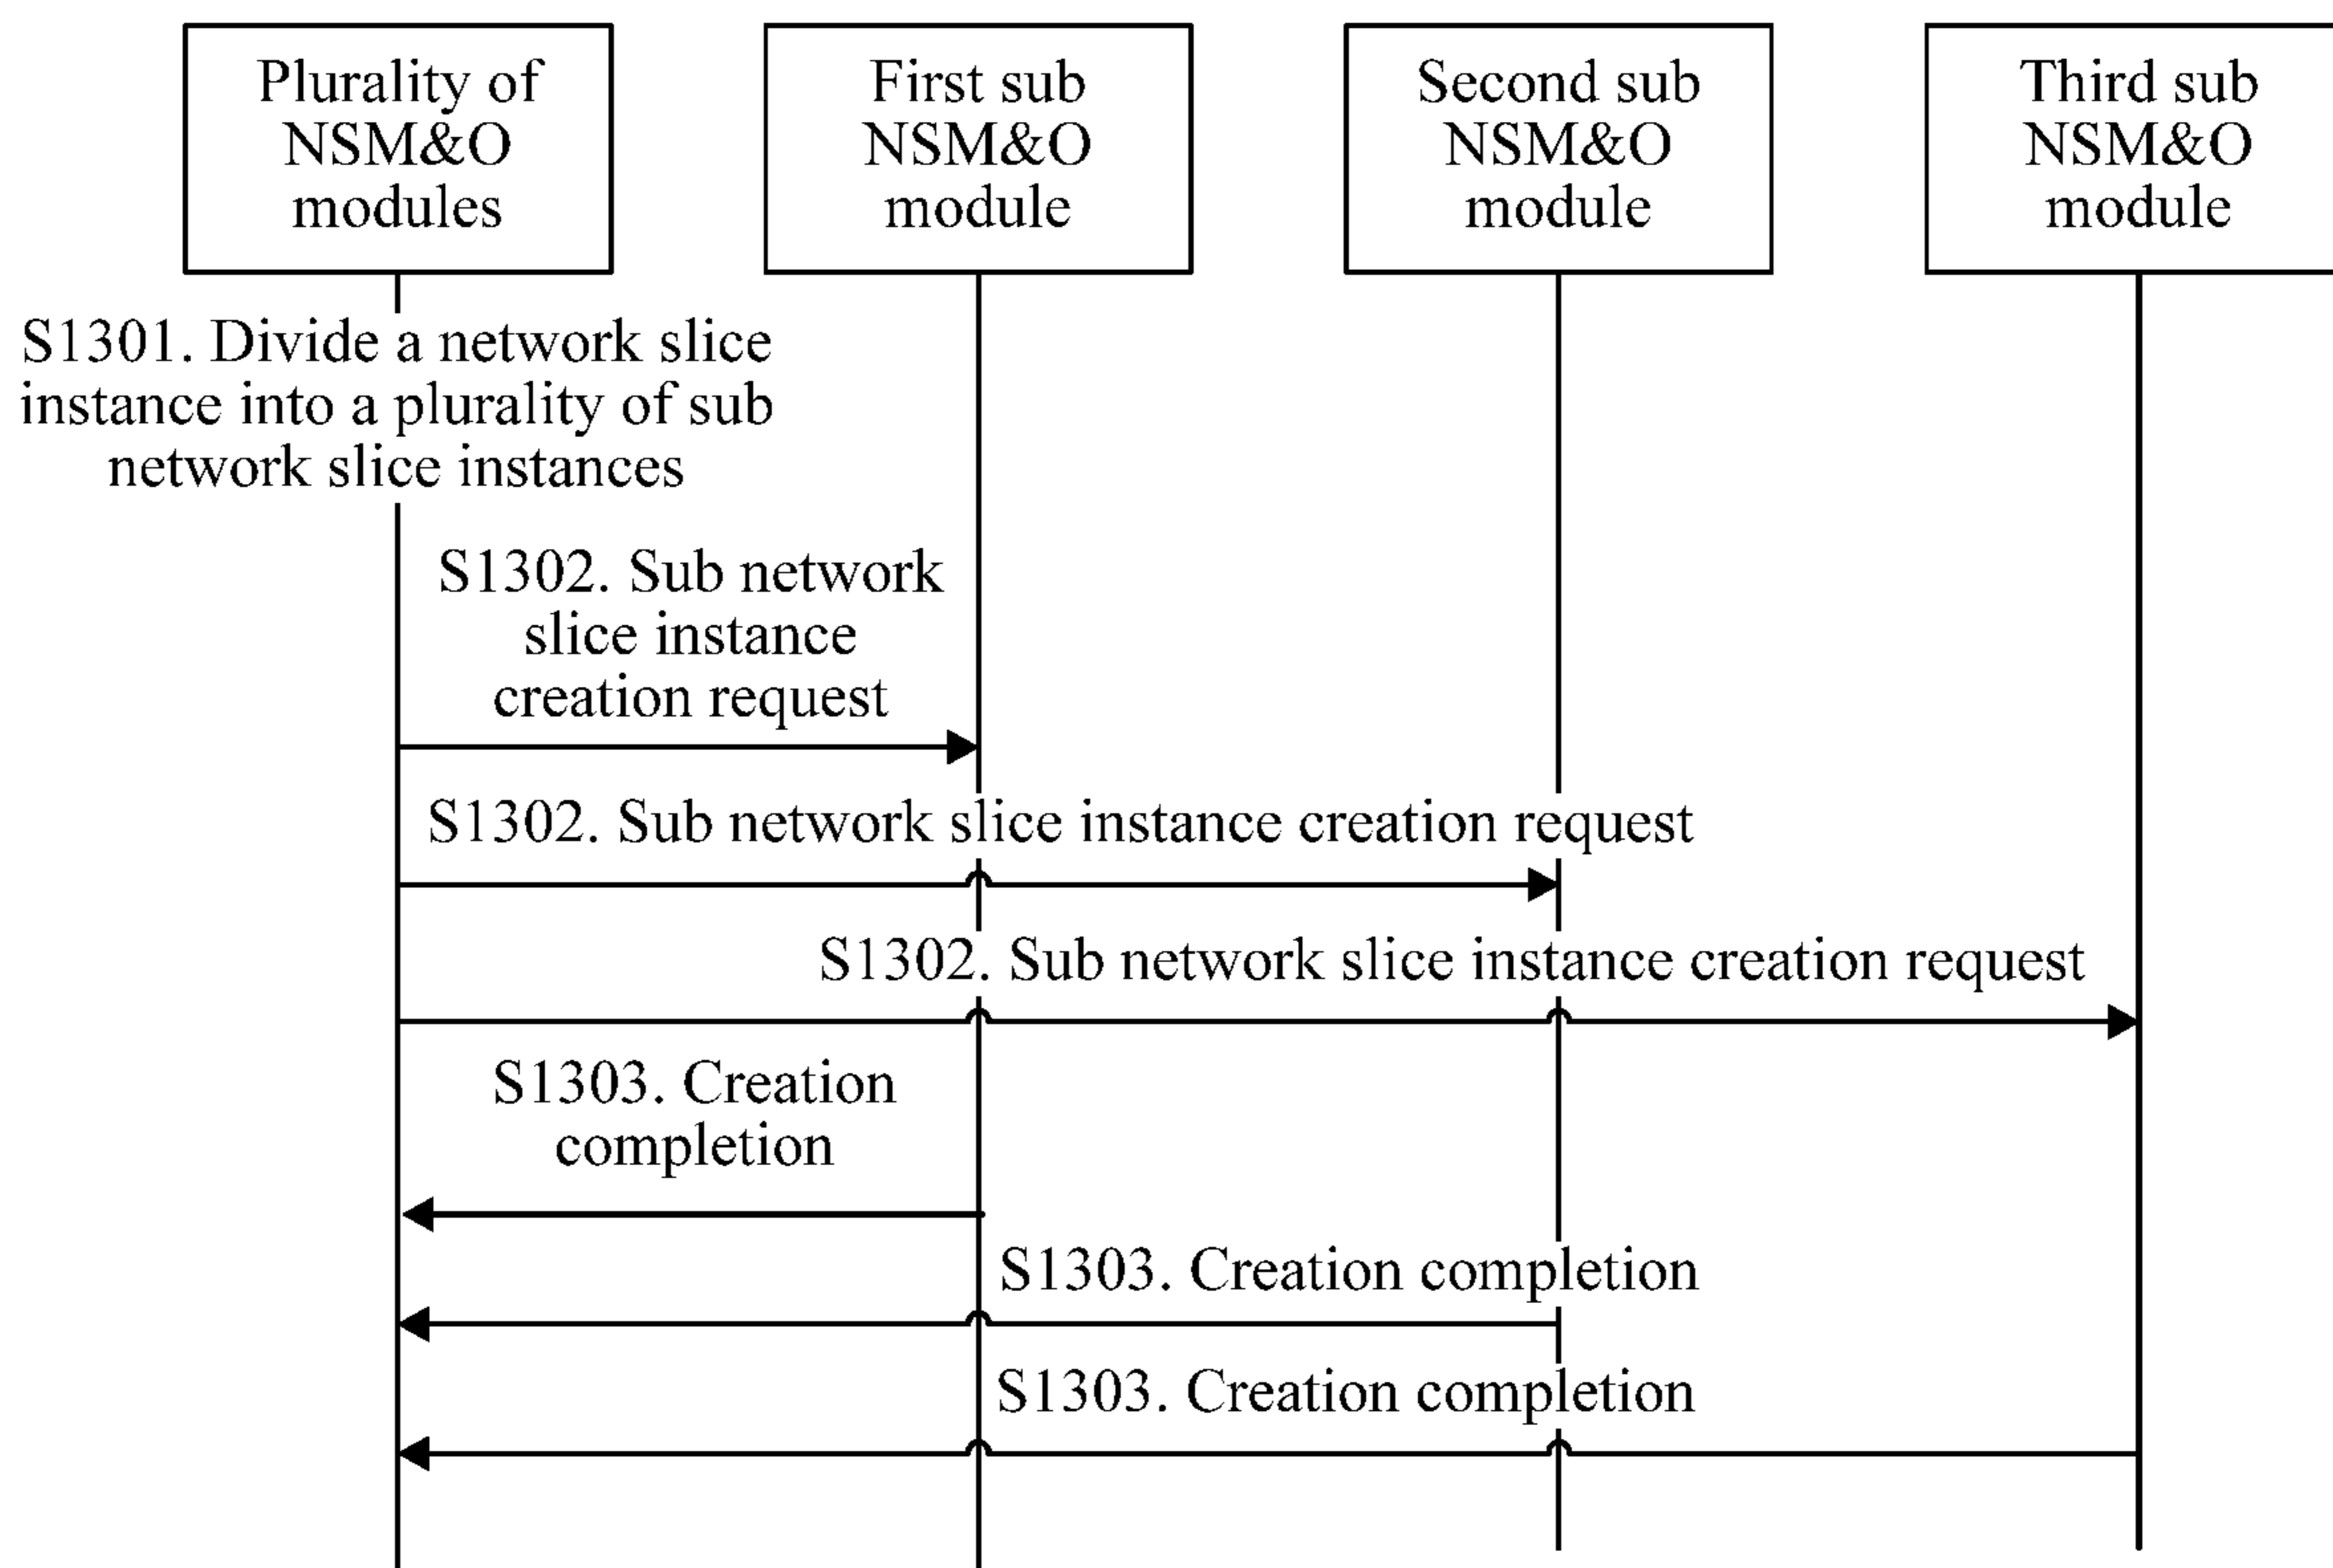 Plurality of
NSM&O
modules
First sub
NSM&O
module
Second sub
NSM&O
module
Third sub
NSM&O
module
S1301. Divide a network slice
instance into a plurality of sub
network slice instances
S1302. Sub network
slice instance
creation request
S1302. Sub network slice instance creation request
S1302. Sub network slice instance creation request
S1303. Creation
completion
S1303. Creation completion
S1303. Creation completion